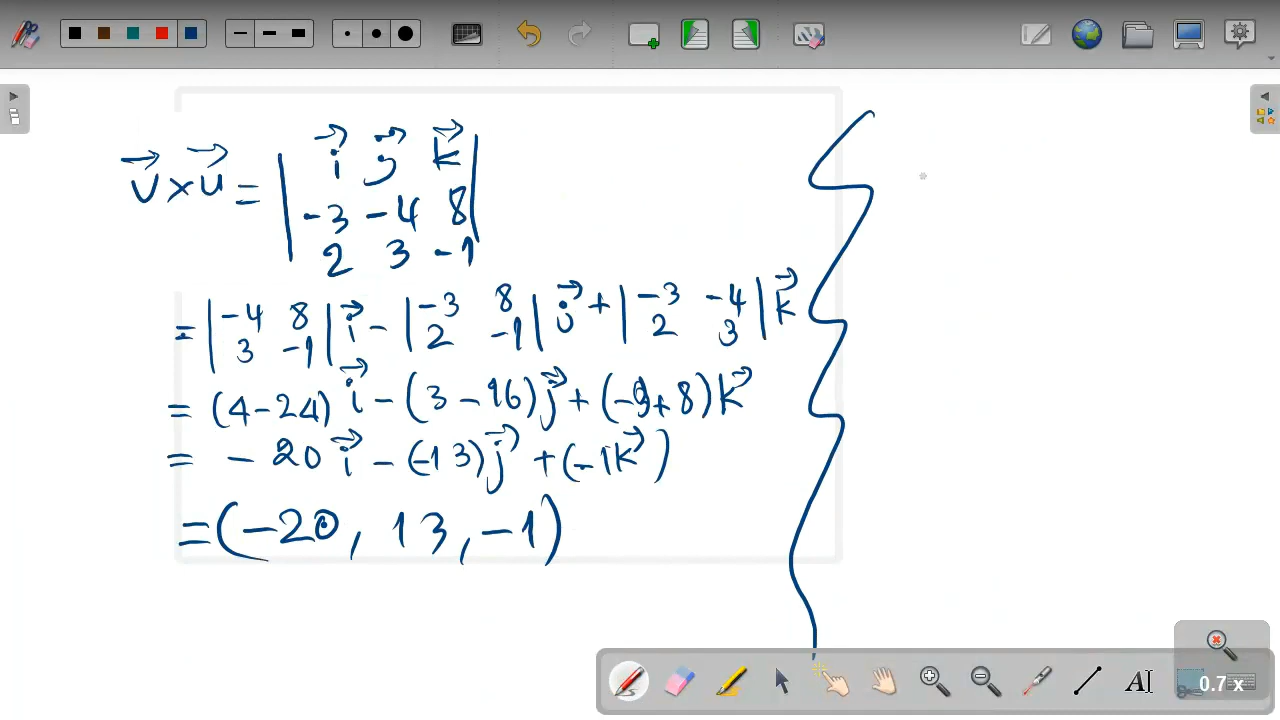 v⃗ × u⃗ = | i⃗ j⃗ k⃗ |
-3 -4 8
2 3 -1
= | -4 8 | i⃗ - | -3 8 | j⃗ + | -3 -4 | k⃗
3 -1 2 -1 2 3
= (4-24) i⃗ - (3-16) j⃗ + (-9+8) k⃗
= - 20 i⃗ - (-13) j⃗ + (-1k⃗)
= (-20, 13, -1)
AI
0.7 x